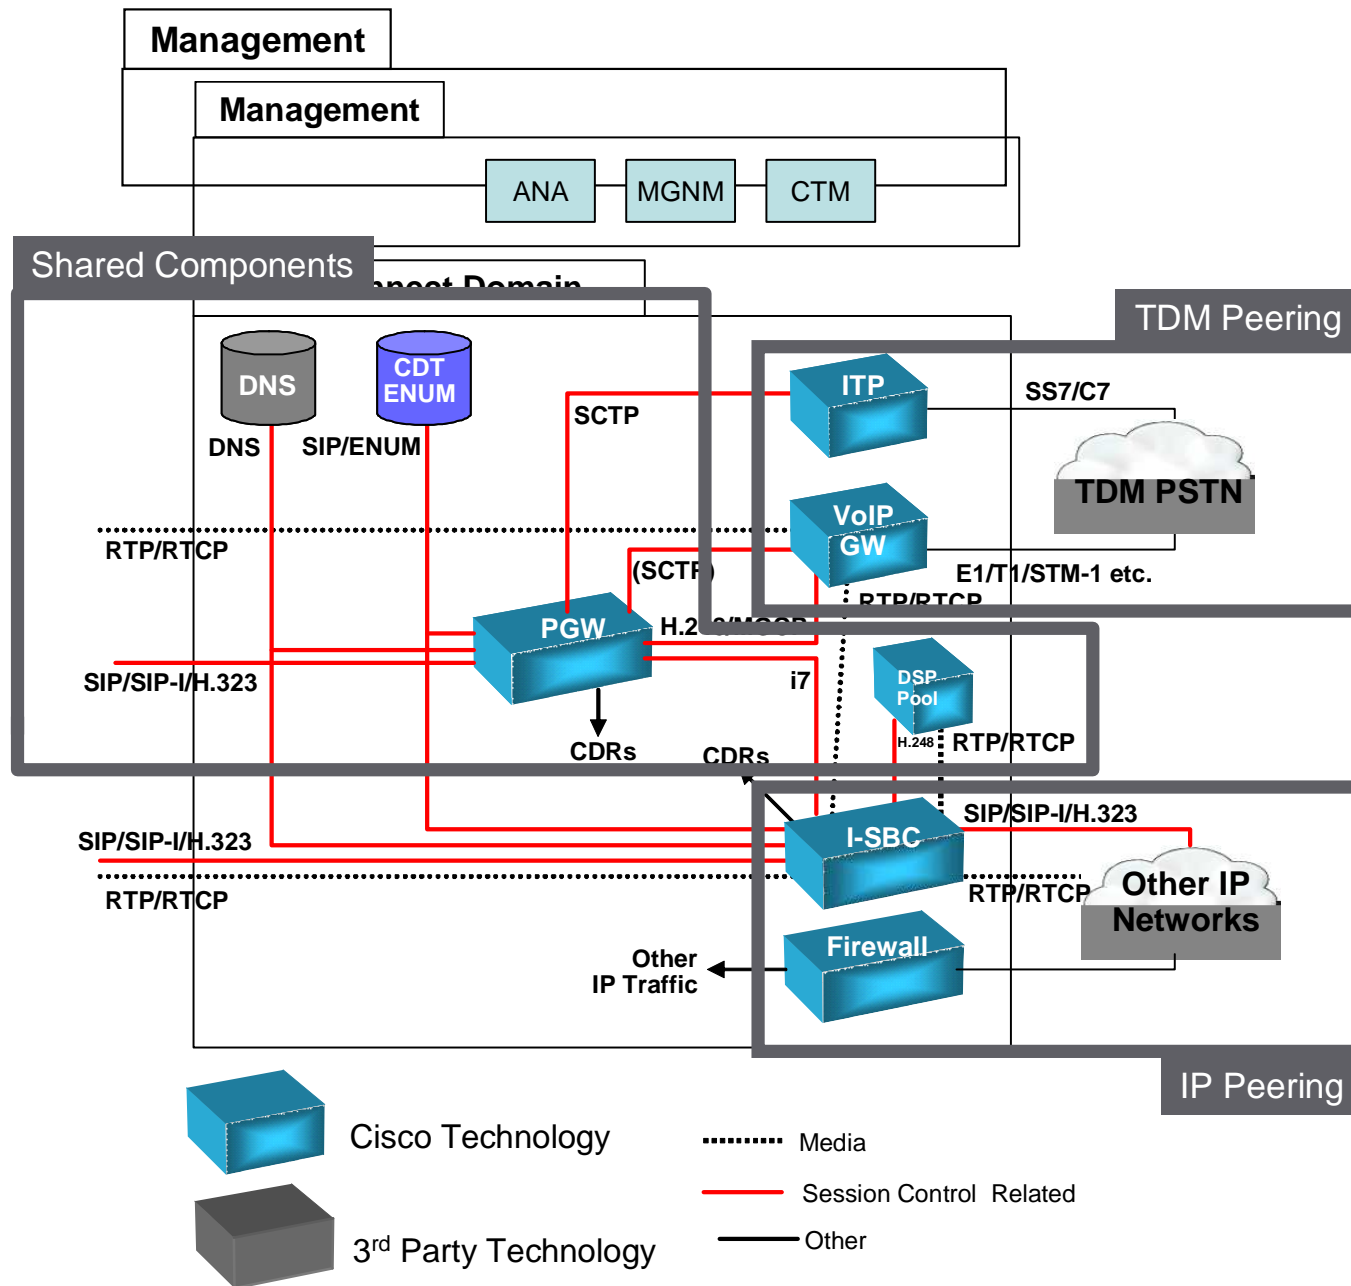 Management
Management
ANA
MGNM
CTM
Shared Components
Domain
TDM Peering
DNS
CDT
ENUM
ITP
SS7/C7
SCTP
DNS
SIP/ENUM
TDM PSTN
VoIP
GW
RTP/RTCP
(SCTP)
E1/T1/STM-1 etc.
RTP/RTCP
PGW
SIP/SIP-I/H.323
i7
DSP
Pool
H.248
RTP/RTCP
CDRs
CDRs
SIP/SIP-I/H.323
SIP/SIP-I/H.323
I-SBC
RTP/RTCP
RTP/RTCP
Other IP
Networks
Firewall
Other
IP Traffic
IP Peering
Cisco Technology
Media
Session Control Related
3rd Party Technology
Other